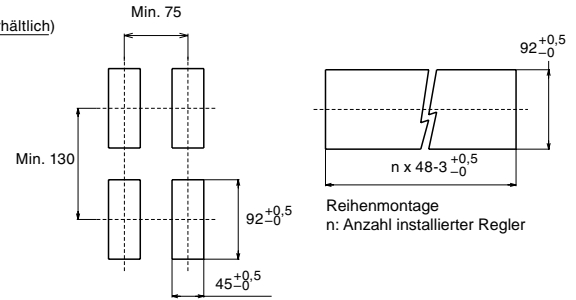 rhältlich)
Min. 75
Min. 130
92 +0,5 –0
45 +0,5 –0
92 +0,5 –0
n x 48-3 +0,5 –0
Reihenmontage
n: Anzahl installierter Regler